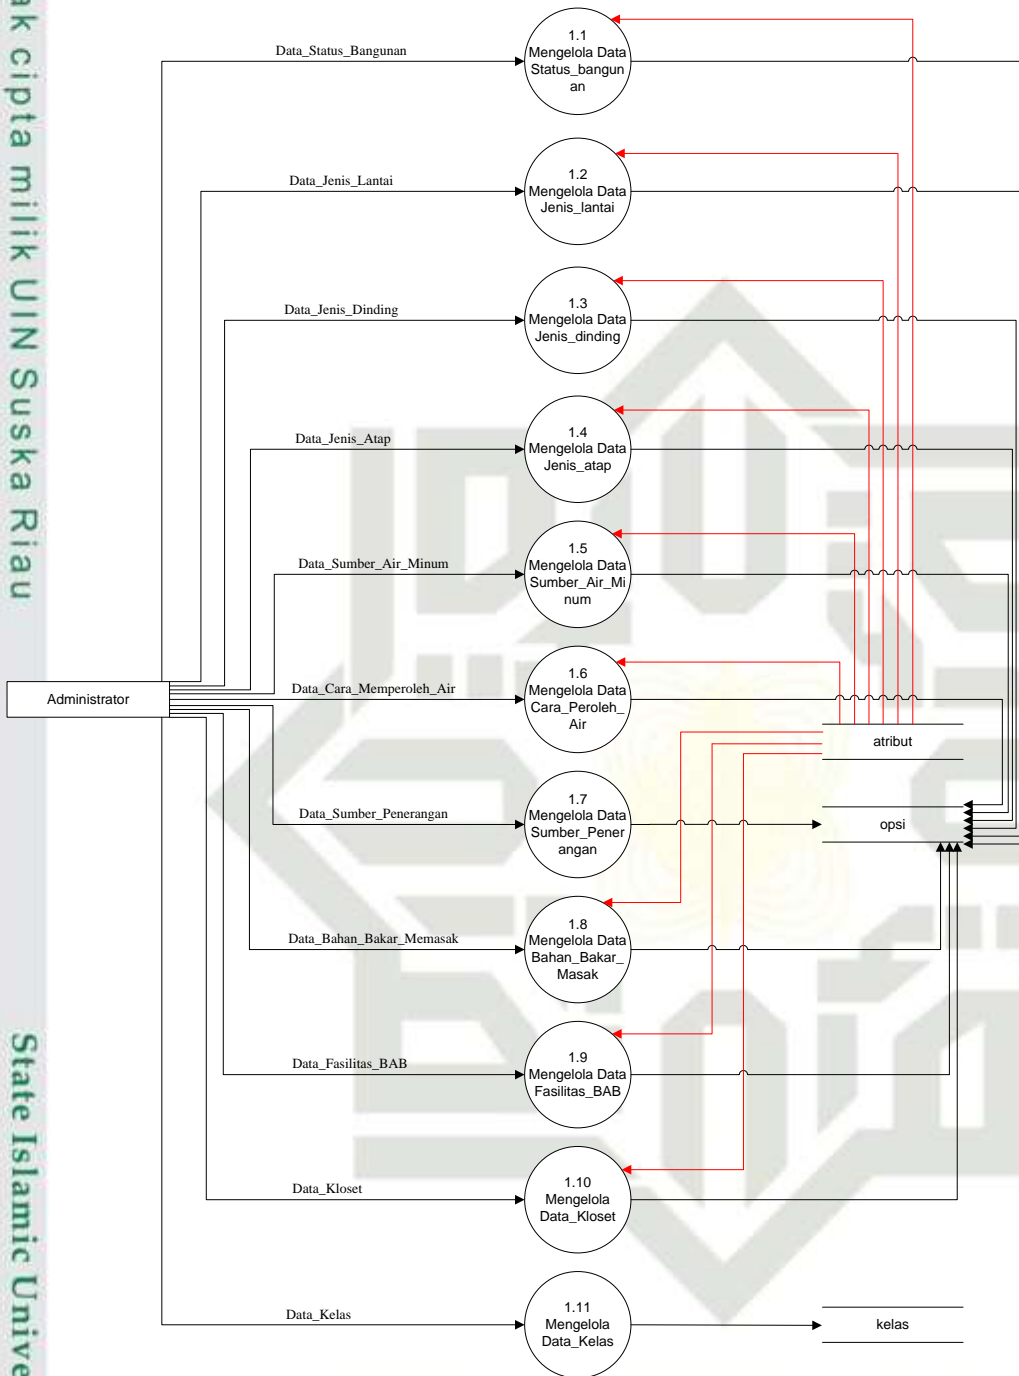 ak cipta milik UIN Suska Riau
State Islamic Unive
Administrator
Data_Status_Bangunan
1.1
Mengelola Data
Status_bangun
an
Data_Jenis_Lantai
1.2
Mengelola Data
Jenis_lantai
Data_Jenis_Dinding
1.3
Mengelola Data
Jenis_dinding
Data_Jenis_Atap
1.4
Mengelola Data
Jenis_atap
Data_Sumber_Air_Minum
1.5
Mengelola Data
Sumber_Air_Mi
num
Data_Cara_Memperoleh_Air
1.6
Mengelola Data
Cara_Peroleh_
Air
atribut
Data_Sumber_Penerangan
1.7
Mengelola Data
Sumber_Pener
angan
opsi
Data_Bahan_Bakar_Memasak
1.8
Mengelola Data
Bahan_Bakar_
Masak
Data_Fasilitas_BAB
1.9
Mengelola Data
Fasilitas_BAB
Data_Kloset
1.10
Mengelola
Data_Kloset
Data_Kelas
1.11
Mengelola
Data_Kelas
kelas